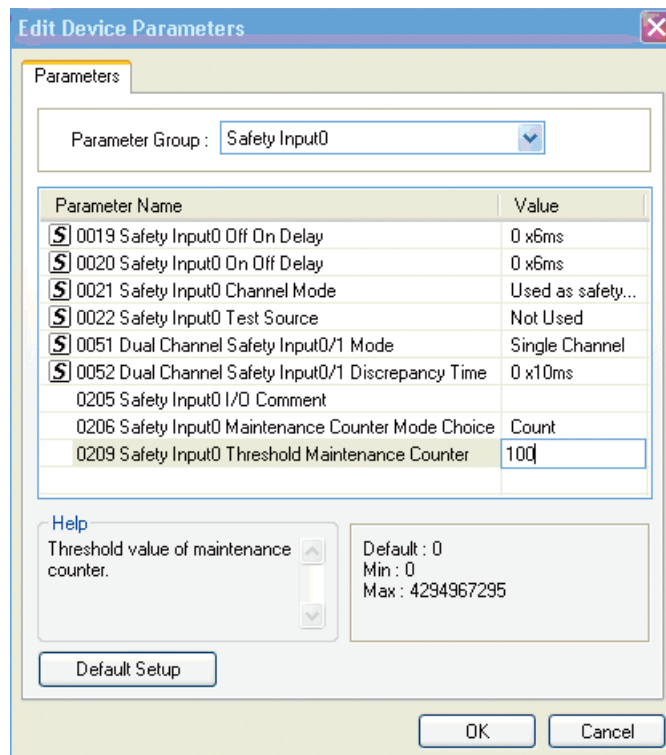 Edit Device Parameters
Parameters
Parameter Group : Safety Input0
Parameter Name Value
S 0019 Safety Input0 Off On Delay 0 x6ms
S 0020 Safety Input0 On Off Delay 0 x6ms
S 0021 Safety Input0 Channel Mode Used as safety...
S 0022 Safety Input0 Test Source Not Used
S 0051 Dual Channel Safety Input0/1 Mode Single Channel
S 0052 Dual Channel Safety Input0/1 Discrepancy Time 0 x10ms
0205 Safety Input0 I/O Comment
0206 Safety Input0 Maintenance Counter Mode Choice Count
0209 Safety Input0 Threshold Maintenance Counter 100
Help
Threshold value of maintenance
counter.
Default : 0
Min : 0
Max : 4294967295
Default Setup
OK Cancel